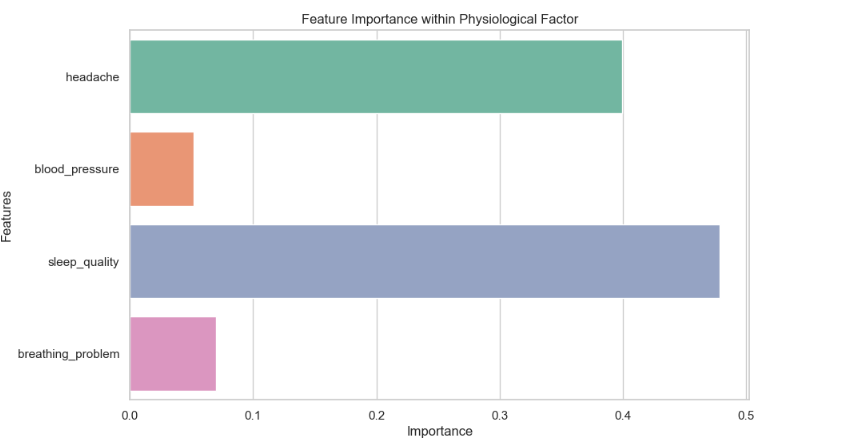 Feature Importance within Physiological Factor
Features
headache
blood_pressure
sleep_quality
breathing_problem
0.0 0.1 0.2 0.3 0.4 0.5
Importance